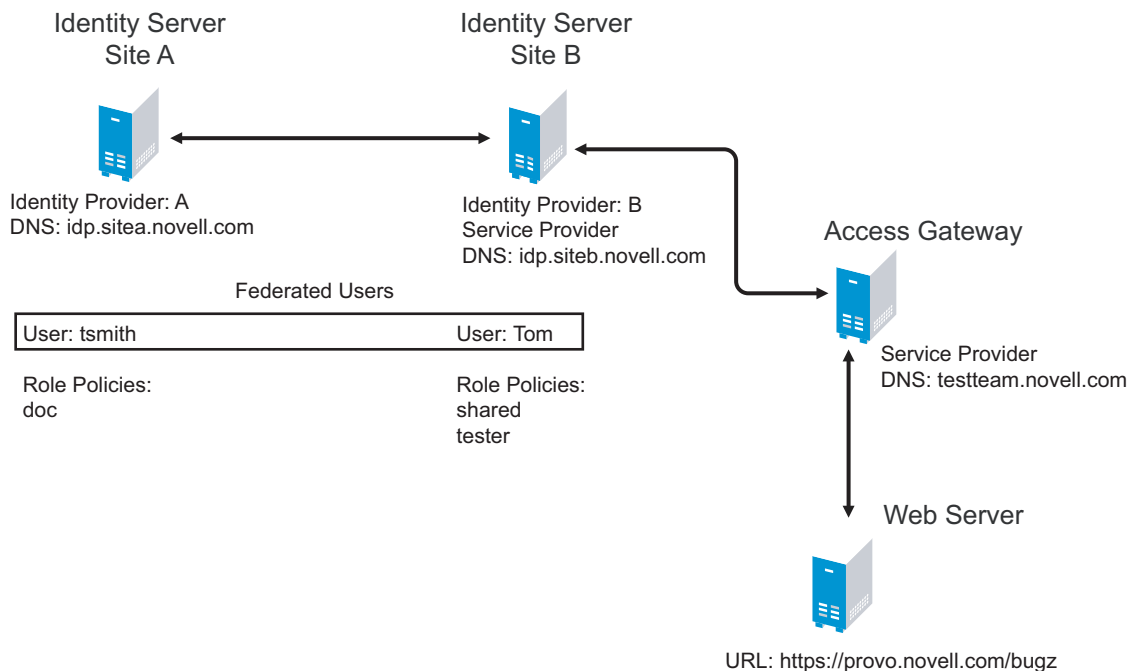 Identity Server
Site A
Identity Server
Site B
Identity Provider: A
DNS: idp.sitea.novell.com
Identity Provider: B
Service Provider
DNS: idp.siteb.novell.com
Access Gateway
Service Provider
DNS: testteam.novell.com
Federated Users
User: tsmith
User: Tom
Role Policies:
doc
Role Policies:
shared
tester
Web Server
URL: https://provo.novell.com/bugz